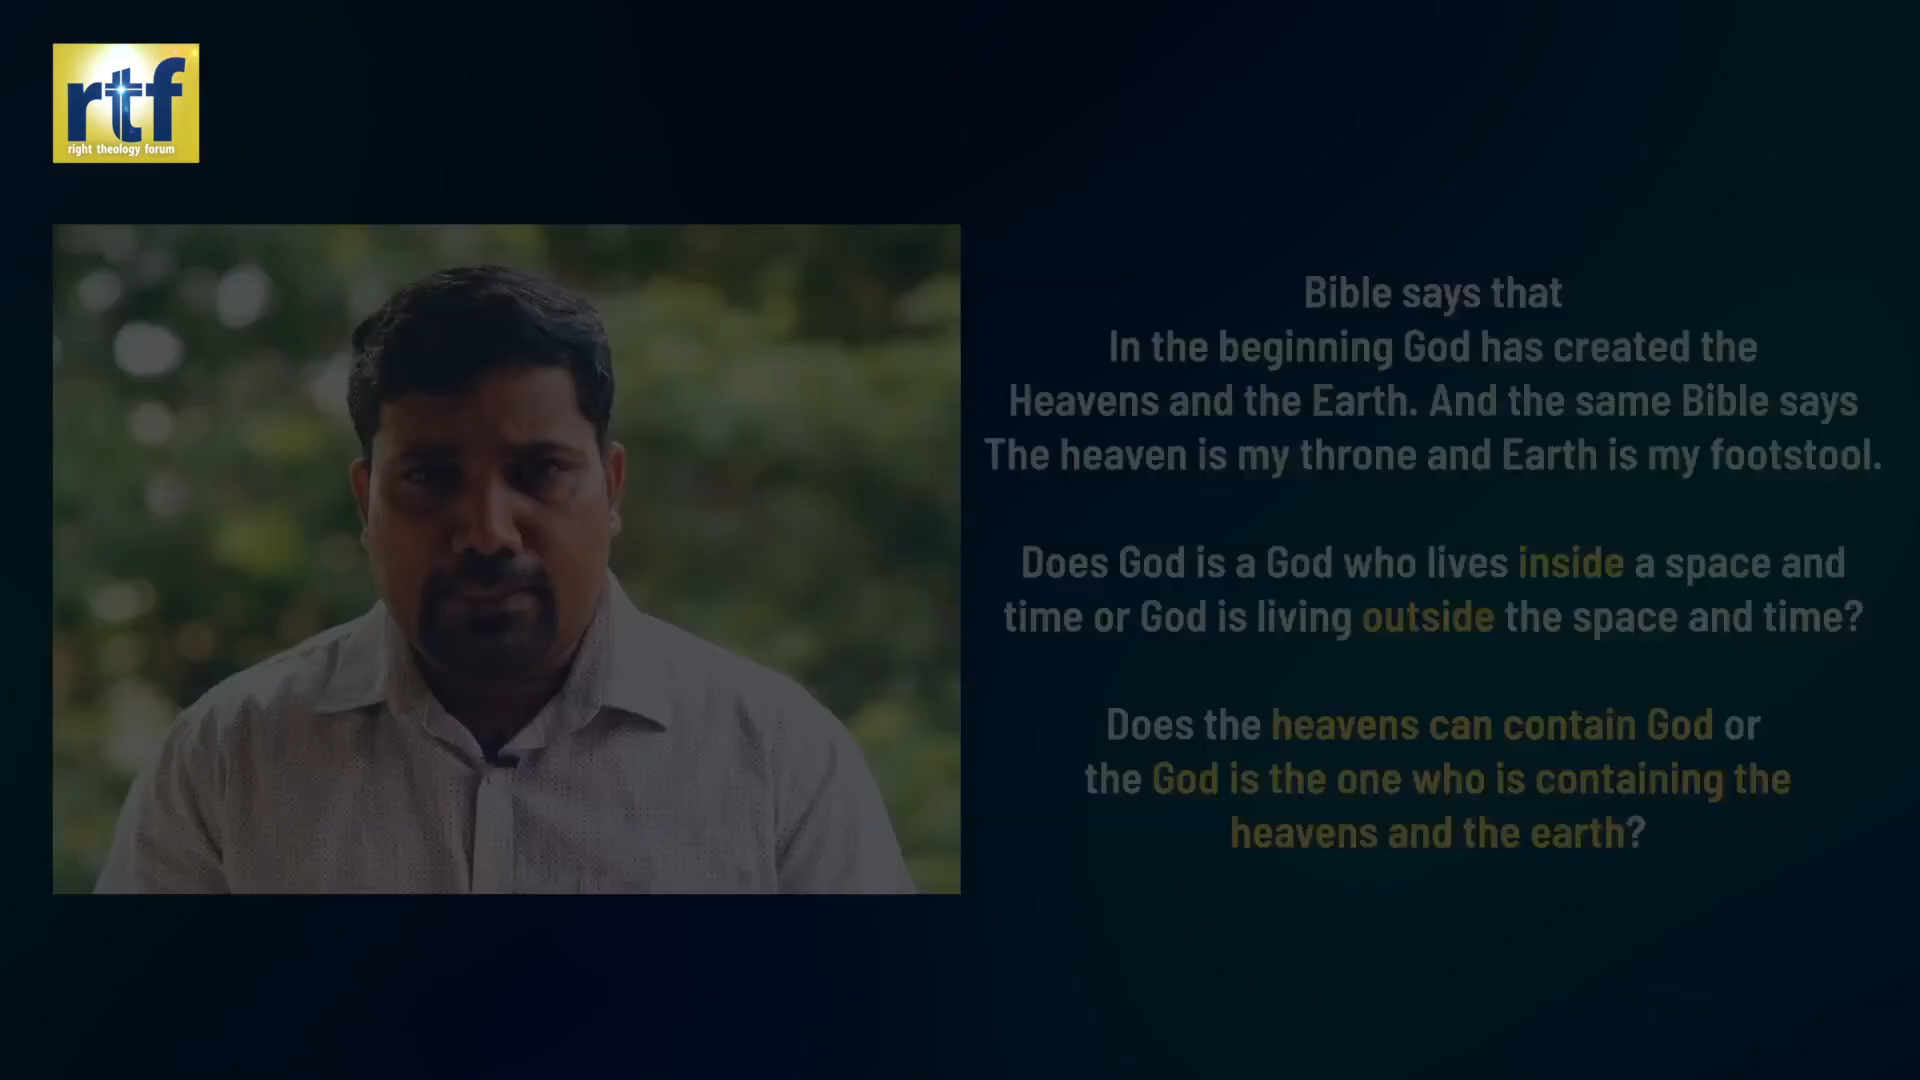 rtf
right theology forum
Bible says that
In the beginning God has created the
Heavens and the Earth. And the same Bible says
The heaven is my throne and Earth is my footstool.
Does God is a God who lives inside a space and
time or God is living outside the space and time?
Does the heavens can contain God or
the God is the one who is containing the
heavens and the earth?